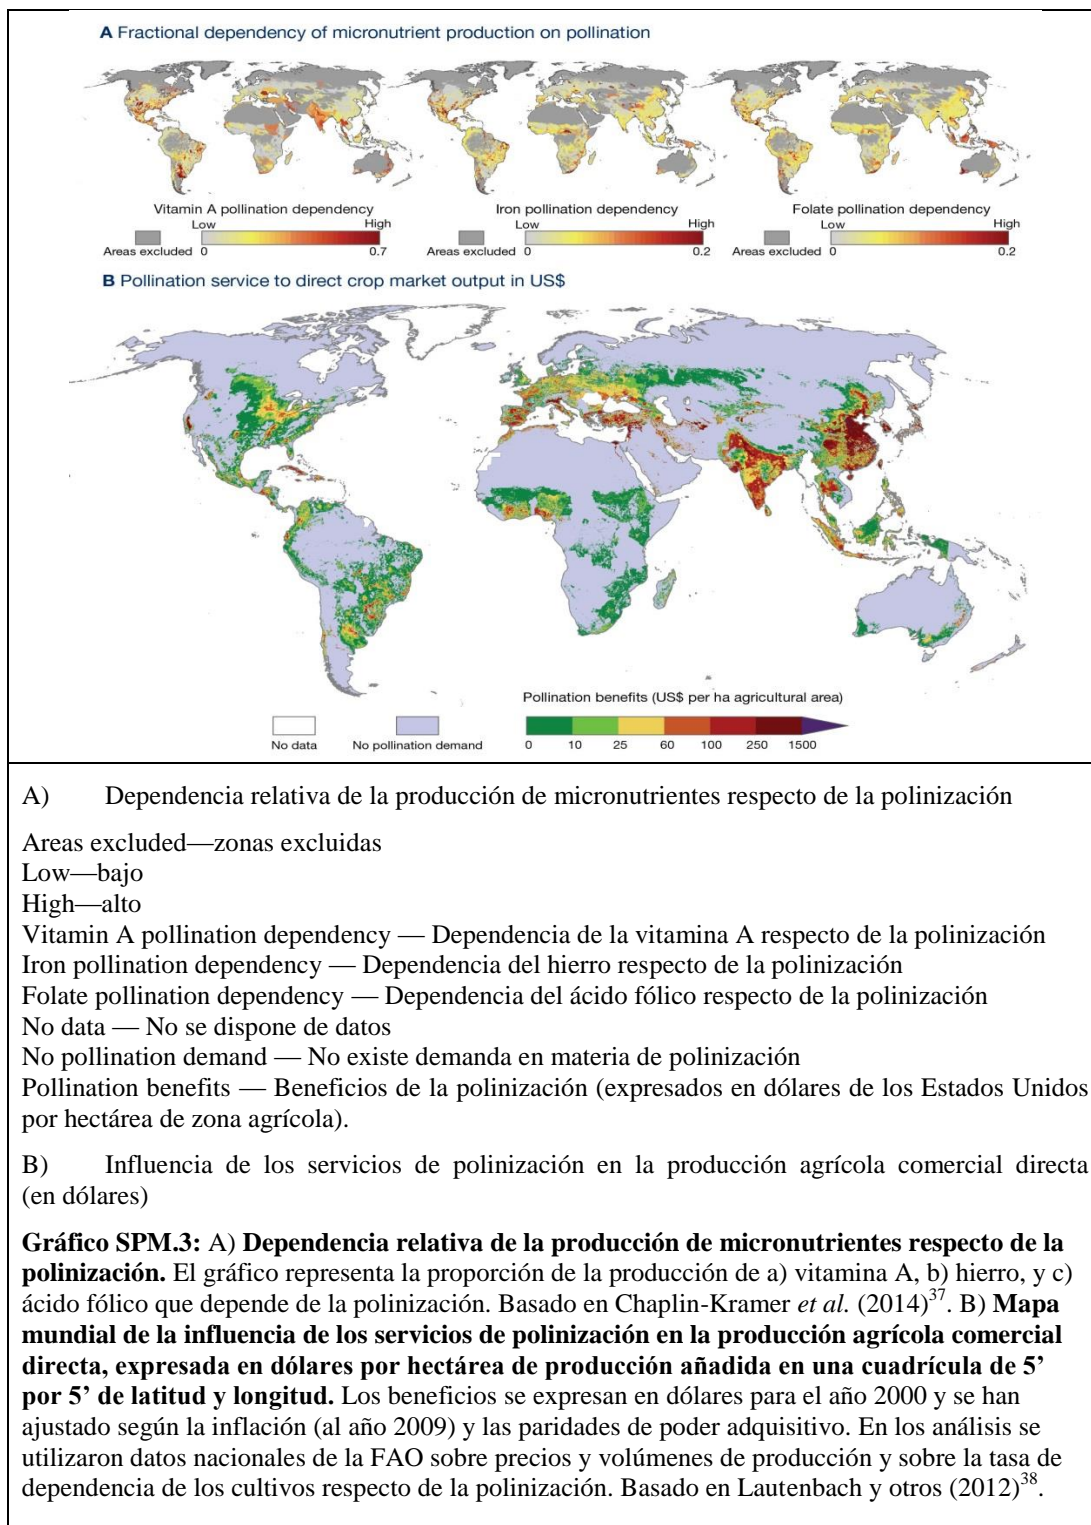 A Fractional dependency of micronutrient production on pollination
Vitamin A pollination dependency
Low High
Areas excluded 0 0.7
Iron pollination dependency
Low High
Areas excluded 0 0.2
Folate pollination dependency
Low High
Areas excluded 0 0.2
B Pollination service to direct crop market output in US$
Pollination benefits (US$ per ha agricultural area)
No data No pollination demand 0 10 25 60 100 250 1500
A) Dependencia relativa de la producción de micronutrientes respecto de la polinización
Areas excluded—zonas excluidas
Low—bajo
High—alto
Vitamin A pollination dependency — Dependencia de la vitamina A respecto de la polinización
Iron pollination dependency — Dependencia del hierro respecto de la polinización
Folate pollination dependency — Dependencia del ácido fólico respecto de la polinización
No data — No se dispone de datos
No pollination demand — No existe demanda en materia de polinización
Pollination benefits — Beneficios de la polinización (expresados en dólares de los Estados Unidos
por hectárea de zona agrícola).
B) Influencia de los servicios de polinización en la producción agrícola comercial directa
(en dólares)
Gráfico SPM.3: A) Dependencia relativa de la producción de micronutrientes respecto de la
polinización. El gráfico representa la proporción de la producción de a) vitamina A, b) hierro, y c)
ácido fólico que depende de la polinización. Basado en Chaplin-Kramer et al. (2014)37. B) Mapa
mundial de la influencia de los servicios de polinización en la producción agrícola comercial
directa, expresada en dólares por hectárea de producción añadida en una cuadrícula de 5’
por 5’ de latitud y longitud. Los beneficios se expresan en dólares para el año 2000 y se han
ajustado según la inflación (al año 2009) y las paridades de poder adquisitivo. En los análisis se
utilizaron datos nacionales de la FAO sobre precios y volúmenes de producción y sobre la tasa de
dependencia de los cultivos respecto de la polinización. Basado en Lautenbach y otros (2012)38.